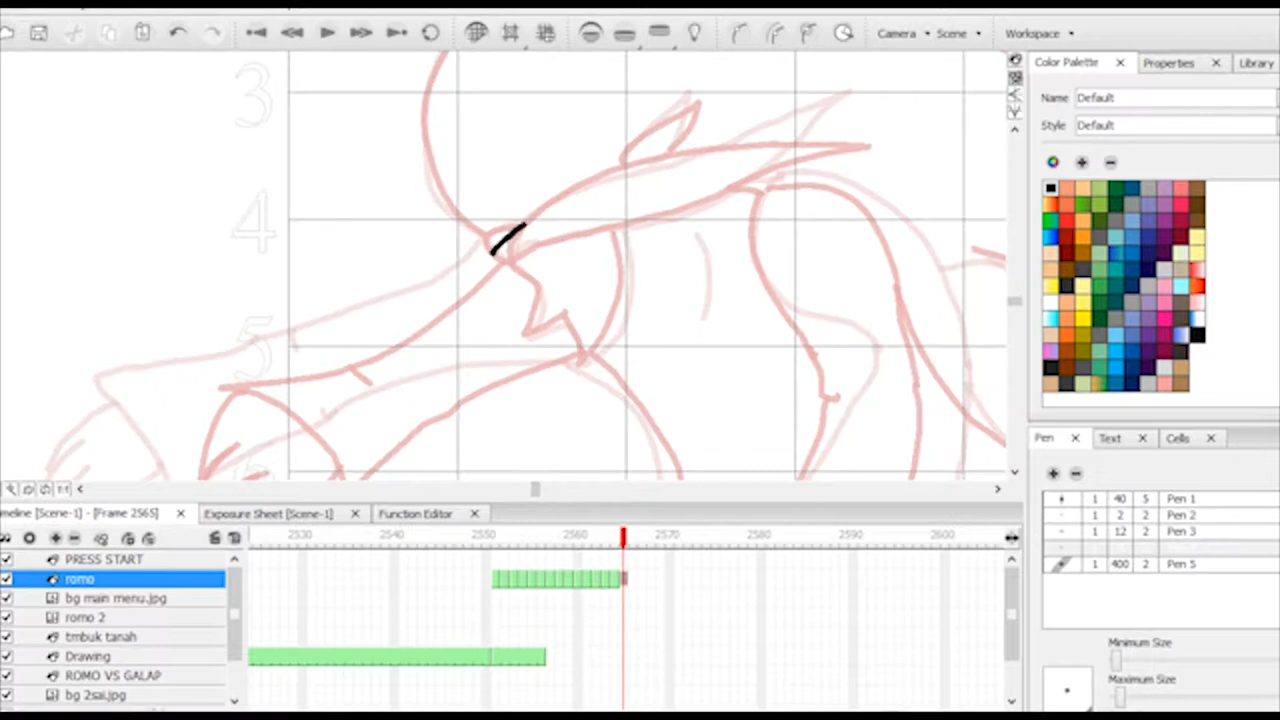 Camera Scene Workspace
Color Palette Properties Library
Name Default
Style Default
3
4
5
Pen Text Cells
1 40 5 Pen 1
1 2 2 Pen 2
1 12 2 Pen 3
1 400 2 Pen 5
Minimum Size
Maximum Size
1:1
meline [Scene-1] - [Frame 2565] Exposure Sheet [Scene-1] Function Editor
2530 2540 2550 2560 2570 2580 2590 2600
PRESS START
romo
bg main menu.jpg
romo 2
tmbuk tanah
Drawing
ROMO VS GALAP
bg 2sai.jpg